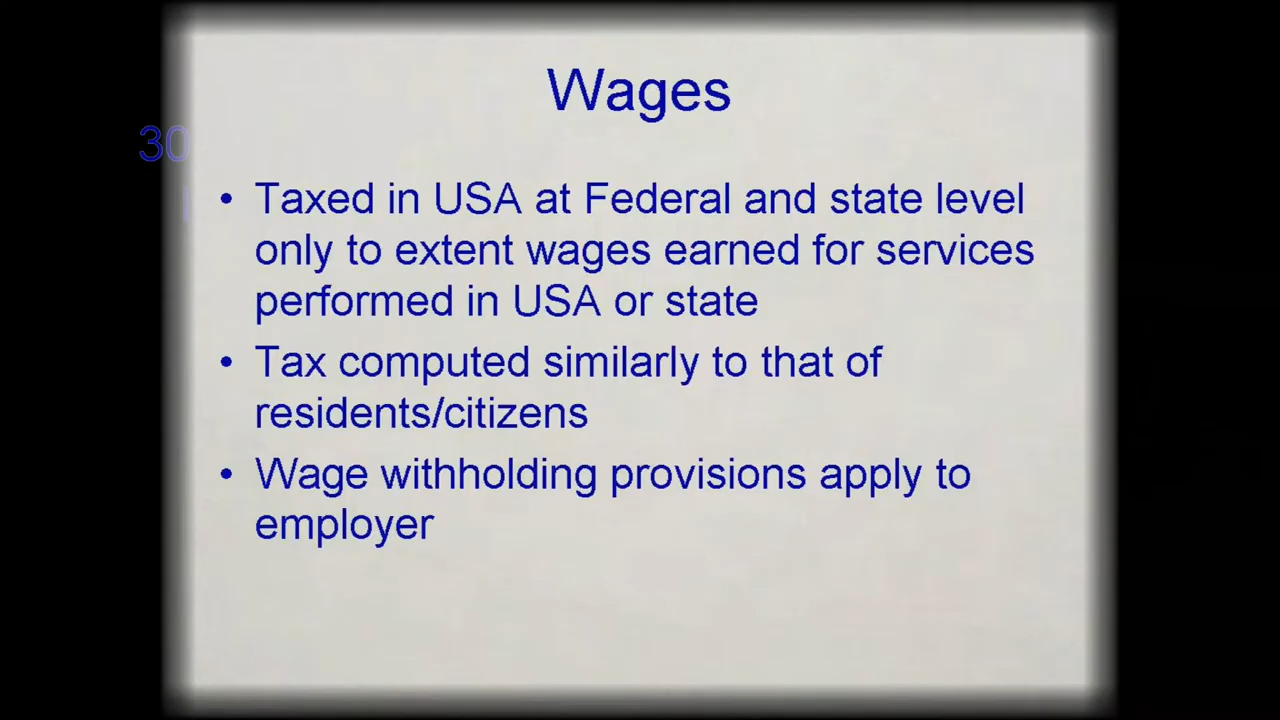 Wages
30
• Taxed in USA at Federal and state level
only to extent wages earned for services
performed in USA or state
• Tax computed similarly to that of
residents/citizens
• Wage withholding provisions apply to
employer